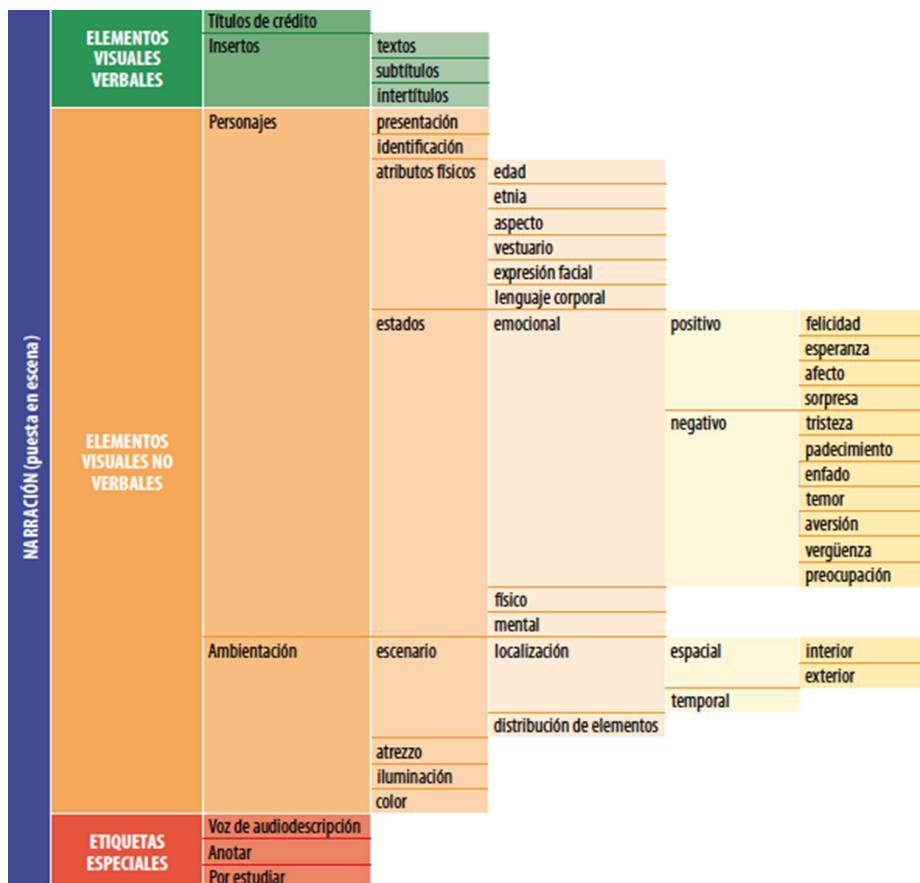 NARRACIÓN (puesta en escena)
ELEMENTOS
VISUALES
VERBALES
Títulos de crédito
Insertos
textos
subtítulos
intertítulos
ELEMENTOS
VISUALES NO
VERBALES
Personajes
presentación
identificación
atributos físicos
edad
etnia
aspecto
vestuario
expresión facial
lenguaje corporal
estados
emocional
positivo
felicidad
esperanza
afecto
sorpresa
negativo
tristeza
padecimiento
enfado
temor
aversión
vergüenza
preocupación
físico
mental
Ambientación
escenario
localización
espacial
interior
exterior
temporal
distribución de elementos
atrezzo
iluminación
color
ETIQUETAS
ESPECIALES
Voz de audiodescripción
Anotar
Por estudiar